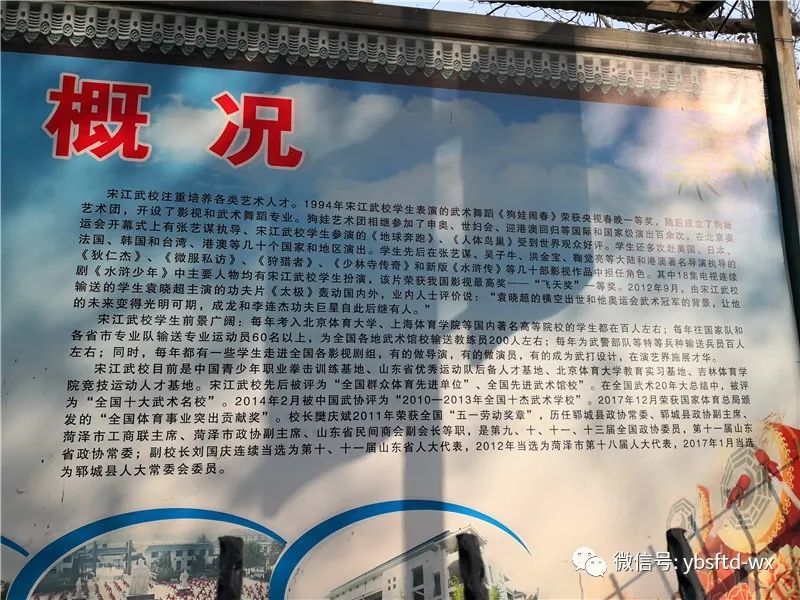 概况
宋江武校注重培养各类艺术人才。1994年宋江武校学生表演的武术舞蹈《狗娃闹春》荣获央视春晚一等奖，随后成立了狗娃
艺术团，开设了影视和武术舞蹈专业。狗娃艺术团相继参加了申奥、世妇会、迎港澳回归等国际和国家级演出百余次，在北京奥
运会开幕式上有张艺谋执导、宋江武校学生参演的《地球奔跑》、《人体鸟巢》受到世界观众好评。学生还多次赴美国、日本、
法国、韩国和台湾、港澳等几十个国家和地区演出。学生先后在张艺谋、吴子牛、洪金宝、鞠觉亮等大陆和港澳著名导演执导的
《狄仁杰》、《微服私访》、《狩猎者》、《少林寺传奇》和新版《水浒传》等几十部影视作品中担任角色。其中18集电视连续
剧《水浒少年》中主要人物均有宋江武校学生扮演，该片荣获我国影视最高奖——“飞天奖”一等奖。2012年9月，由宋江武校
输送的学生袁晓超主演的功夫片《太极》轰动国内外，业内人士评价说：“袁晓超的横空出世和他奥运会武术冠军的背景，让他
的未来变得光明可期，成龙和李连杰功夫巨星自此后继有人。”
宋江武校学生前景广阔：每年考入北京体育大学、上海体育学院等国内著名高等院校的学生都在百人左右；每年往国家队和
各省市专业队输送专业运动员60名以上，为全国各地武术馆校输送教练员200人左右；每年为武警部队等特等兵种输送兵员百人
左右；同时，每年都有一些学生走进全国各影视剧组，有的做导演，有的做演员，有的成为武打设计，在演艺界施展才华。
宋江武校目前是中国青少年职业拳击训练基地、山东省优秀运动队后备人才基地、北京体育大学教育实习基地、吉林体育学
院竞技运动人才基地。宋江武校先后被评为“全国群众体育先进单位”、全国先进武术馆校”。在全国武术20年大总结中，被评
为“全国十大武术名校”。2014年2月被中国武协评为“2010—2013年全国十杰武术学校”。2017年12月荣获国家体育总局颁
发的“全国体育事业突出贡献奖”。校长樊庆斌2011年荣获全国“五一劳动奖章”，历任郓城县政协常委、郓城县政协副主席、
菏泽市工商联主席、菏泽市政协副主席、山东省民间商会副会长等职，是第九、十、十一、十三届全国政协委员，第十一届山东
省政协常委；副校长刘国庆连续当选为第十、十一届山东省人大代表，2012年当选为菏泽市第十八届人大代表，2017年1月当选
为郓城县人大常委会委员。
微信号: ybsftd-wx